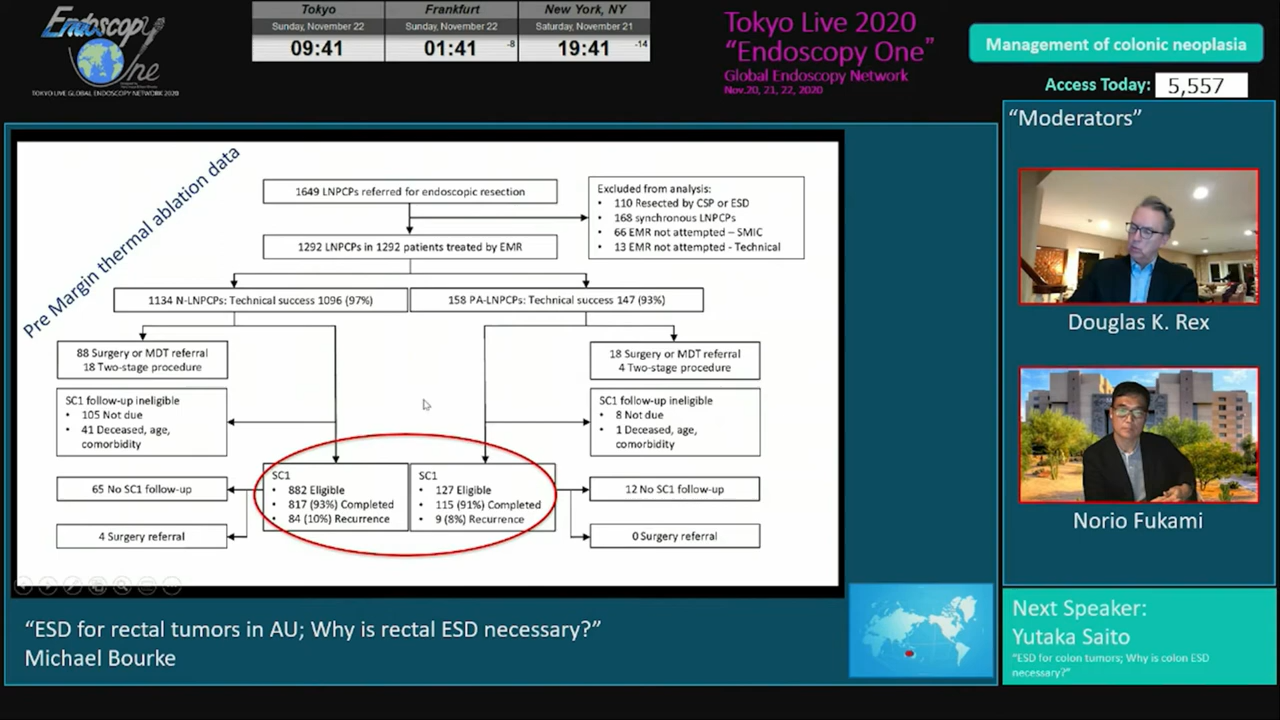 Endoscopy
One
TOKYO LIVE GLOBAL ENDOSCOPY NETWORK 2020
Tokyo
Sunday, November 22
09:41
Frankfurt
Sunday, November 22
01:41
-8
New York, NY
Saturday, November 21
19:41
-14
Tokyo Live 2020
“Endoscopy One”
Global Endoscopy Network
Nov.20, 21, 22, 2020
Management of colonic neoplasia
Access Today: 5,557
“Moderators”
Douglas K. Rex
Norio Fukami
Pre Margin thermal ablation data
1649 LNPCPs referred for endoscopic resection
Excluded from analysis:
• 110 Resected by CSP or ESD
• 168 synchronous LNPCPs
• 66 EMR not attempted – SMIC
• 13 EMR not attempted - Technical
1292 LNPCPs in 1292 patients treated by EMR
1134 N-LNPCPs: Technical success 1096 (97%)
158 PA-LNPCPs: Technical success 147 (93%)
88 Surgery or MDT referral
18 Two-stage procedure
18 Surgery or MDT referral
4 Two-stage procedure
SC1 follow-up ineligible
• 105 Not due
• 41 Deceased, age,
comorbidity
SC1 follow-up ineligible
• 8 Not due
• 1 Deceased, age,
comorbidity
65 No SC1 follow-up
SC1
• 882 Eligible
• 817 (93%) Completed
• 84 (10%) Recurrence
SC1
• 127 Eligible
• 115 (91%) Completed
• 9 (8%) Recurrence
12 No SC1 follow-up
4 Surgery referral
0 Surgery referral
“ESD for rectal tumors in AU; Why is rectal ESD necessary?”
Michael Bourke
Next Speaker:
Yutaka Saito
“ESD for colon tumors; Why is colon ESD
necessary?”